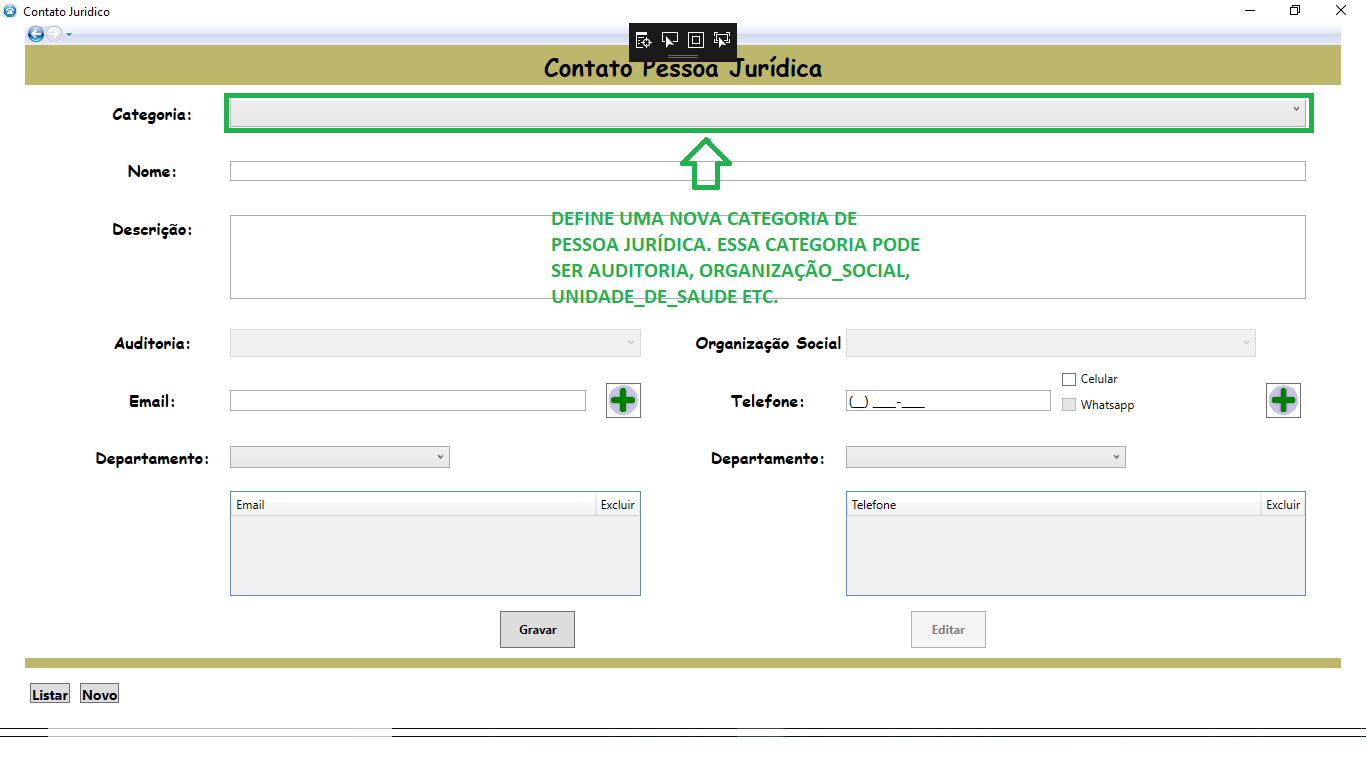 Contato Juridico
Contato Pessoa Jurídica
Categoria:
Nome:
DEFINE UMA NOVA CATEGORIA DE
PESSOA JURÍDICA. ESSA CATEGORIA PODE
SER AUDITORIA, ORGANIZAÇÃO_SOCIAL,
UNIDADE_DE_SAUDE ETC.
Descrição:
Auditoria:
Organização Social
Email:
Telefone:
(__) ____-____
Celular
Whatsapp
Departamento:
Departamento:
Email Excluir
Telefone Excluir
Gravar
Editar
Listar Novo